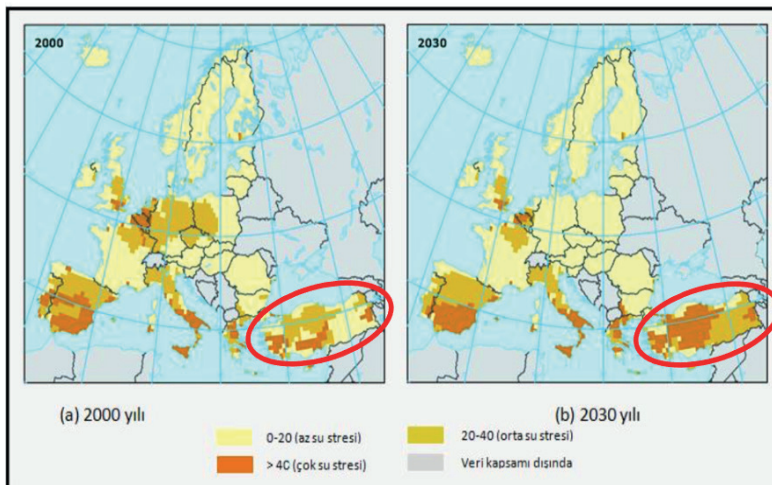 2000
2030
(a) 2000 yılı
(b) 2030 yılı
0-20 (az su stresi)
20-40 (orta su stresi)
> 40 (çok su stresi)
Veri kapsamı dışında